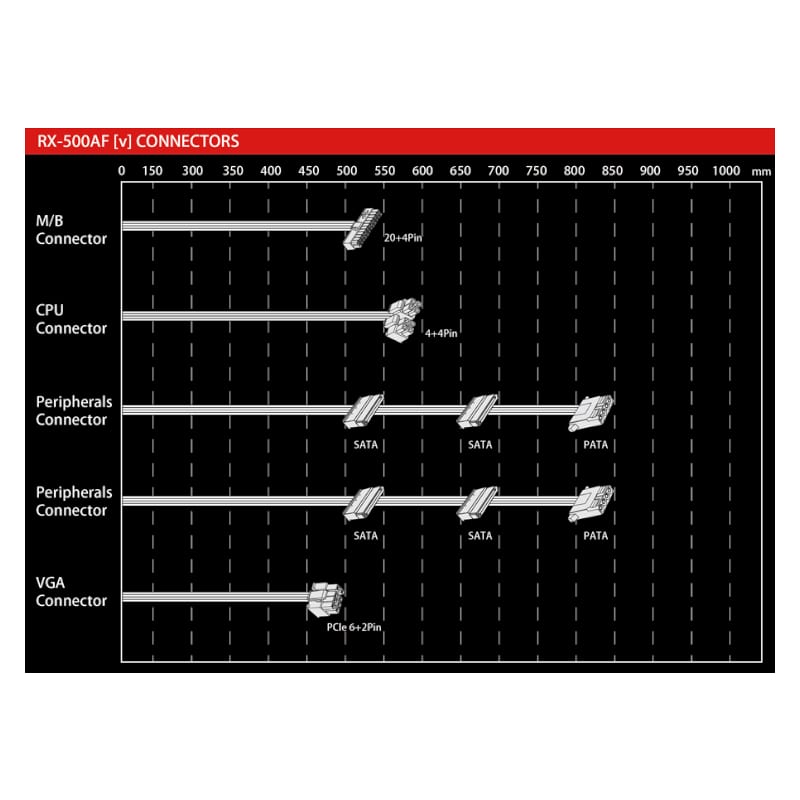 RX-500AF [v] CONNECTORS
0 150 300 350 400 450 500 550 600 650 700 750 800 850 900 950 1000 mm
M/B
Connector
20+4Pin
CPU
Connector
4+4Pin
Peripherals
Connector
SATA SATA PATA
Peripherals
Connector
SATA SATA PATA
VGA
Connector
PCIe 6+2Pin